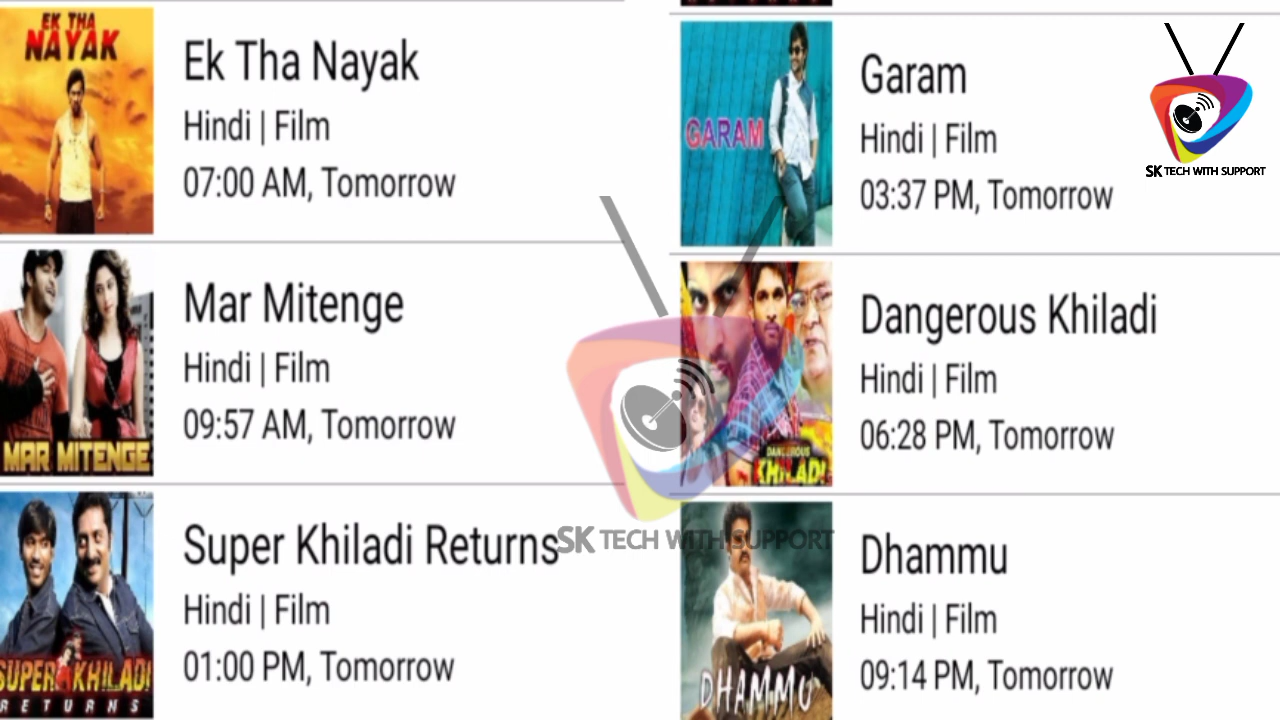 EK THA
NAYAK
Ek Tha Nayak
Hindi | Film
07:00 AM, Tomorrow
MAR MITENGE
Mar Mitenge
Hindi | Film
09:57 AM, Tomorrow
SUPER KHILADI
RETURNS
Super Khiladi Returns
Hindi | Film
01:00 PM, Tomorrow
GARAM
Garam
Hindi | Film
03:37 PM, Tomorrow
DANGEROUS
KHILADI
Dangerous Khiladi
Hindi | Film
06:28 PM, Tomorrow
DHAMMU
Dhammu
Hindi | Film
09:14 PM, Tomorrow
SK TECH WITH SUPPORT
SK TECH WITH SUPPORT